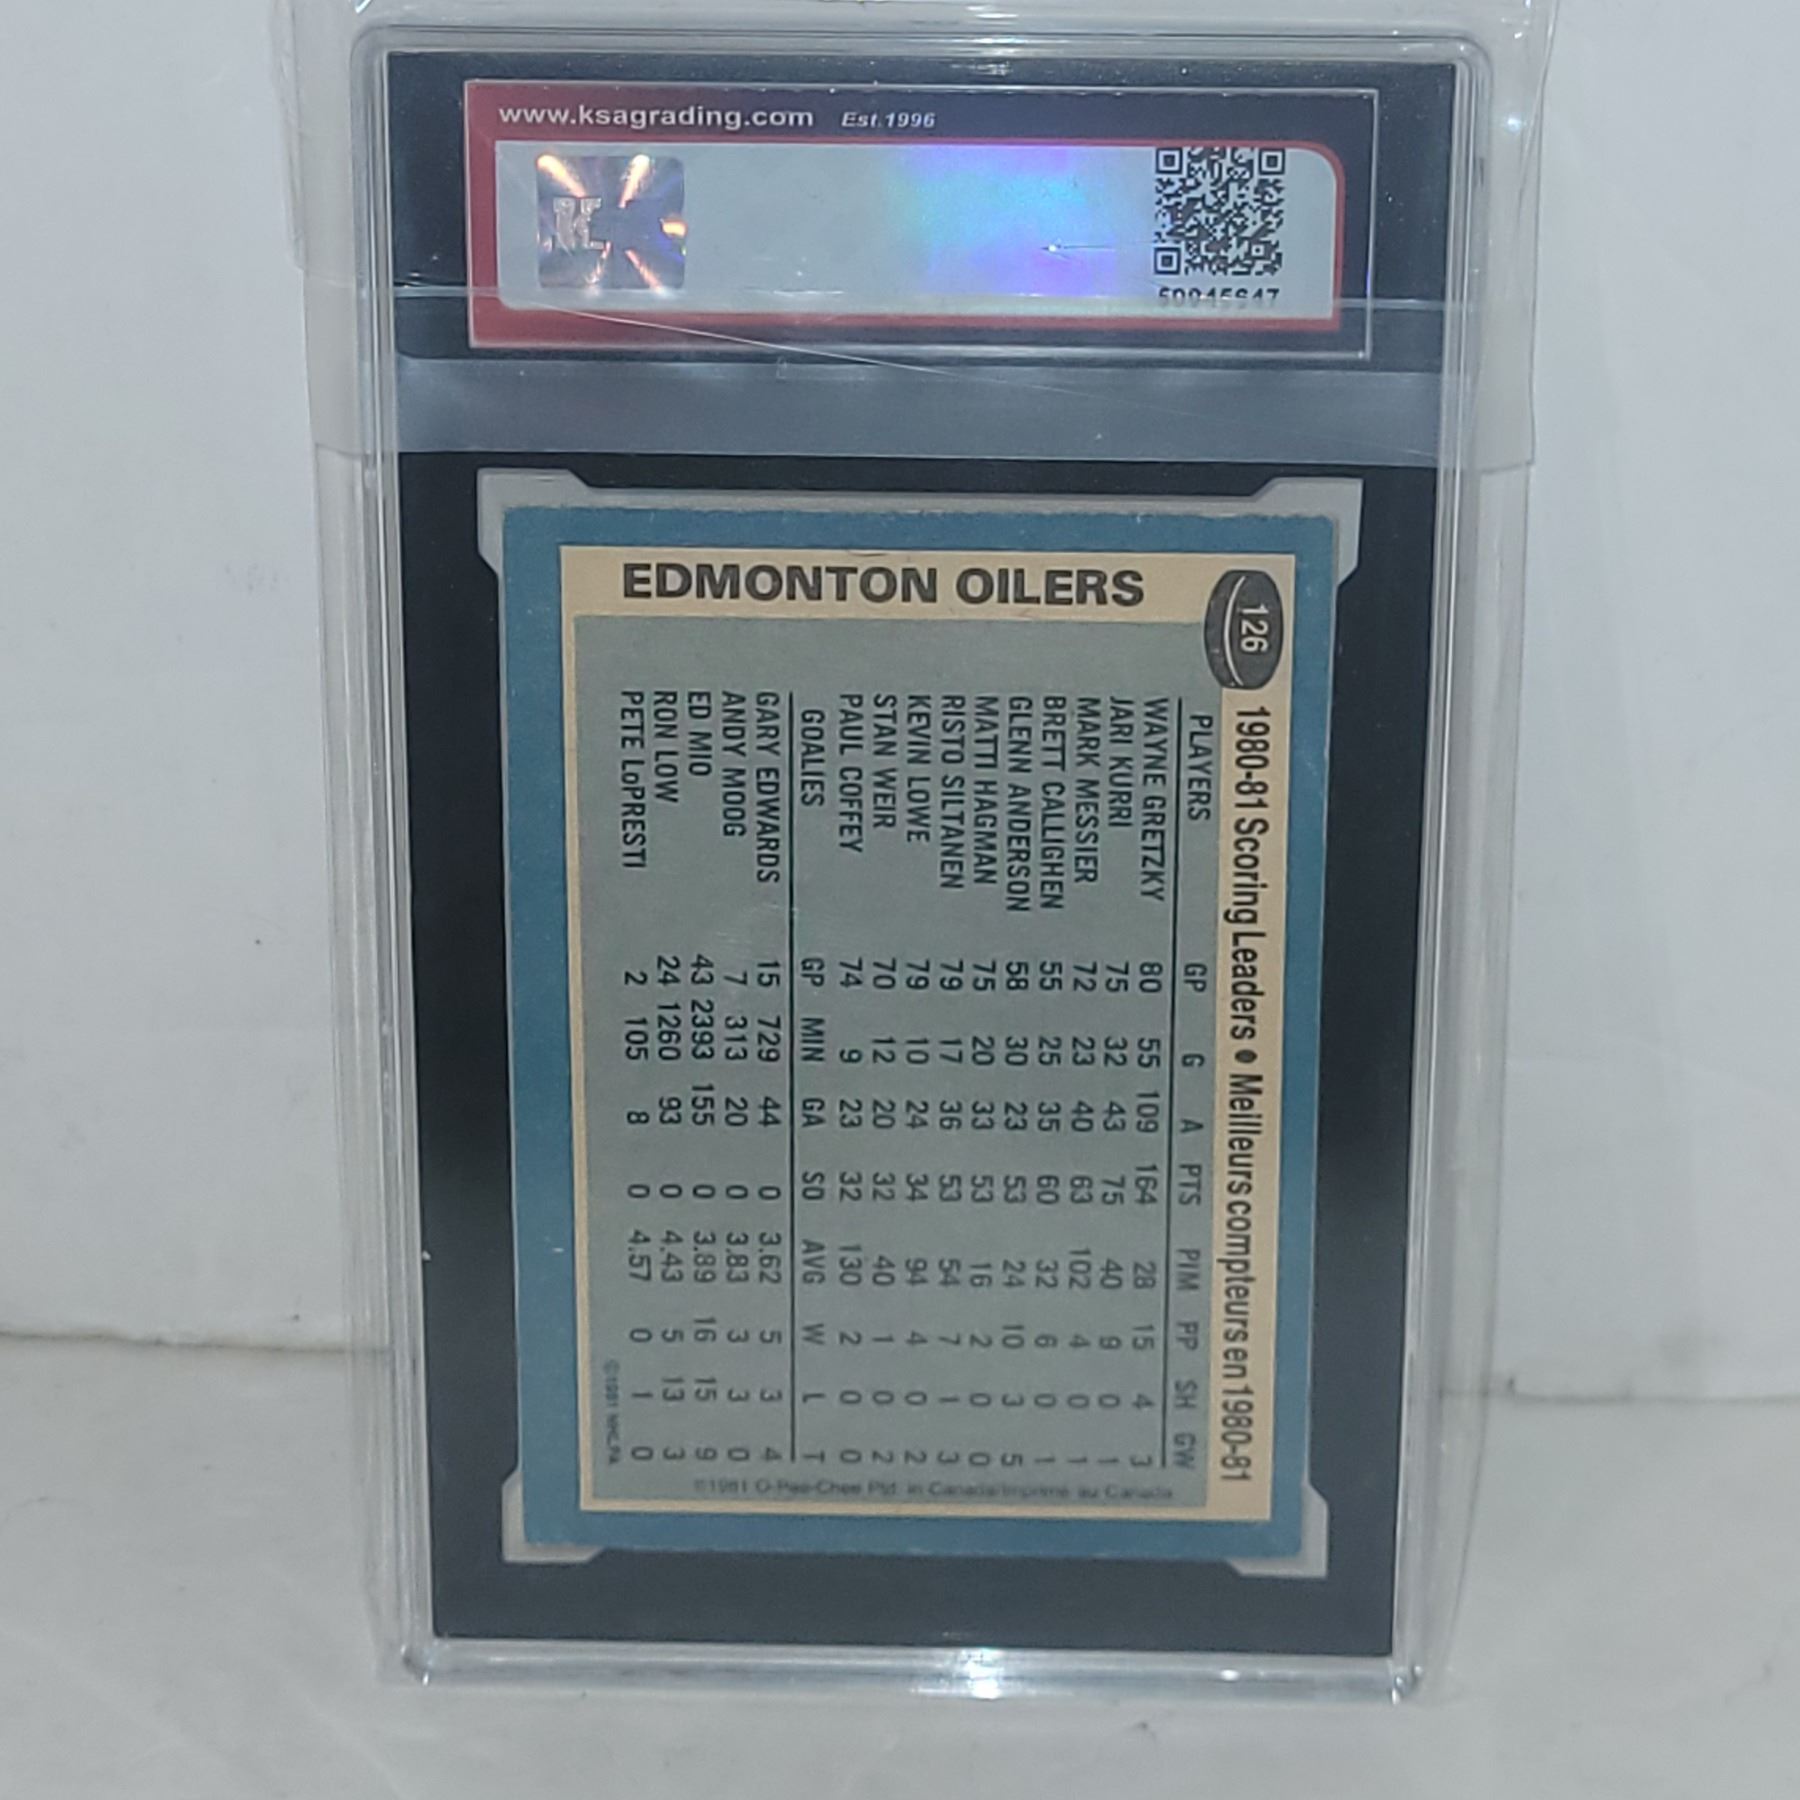 www.ksagrading.com Est.1996
126
1980-81 Scoring Leaders • Meilleurs compteurs en 1980-81
EDMONTON OILERS
PLAYERS GP G A PTS PIM PP SH GW
WAYNE GRETZKY 80 55 109 164 28 15 4 3
JARI KURRI 75 32 43 75 40 9 0 1
MARK MESSIER 72 23 40 63 102 4 0 1
BRETT CALLIGHEN 55 25 35 60 32 6 0 1
GLENN ANDERSON 58 30 23 53 24 10 3 5
MATTI HAGMAN 75 20 33 53 16 2 0 0
RISTO SILTANEN 79 17 36 53 54 7 1 3
KEVIN LOWE 79 10 24 34 94 4 0 2
STAN WEIR 70 12 20 32 40 1 0 2
PAUL COFFEY 74 9 23 32 130 2 0 0
GOALIES GP MIN GA SO AVG W L T
GARY EDWARDS 15 729 44 0 3.62 5 3 4
ANDY MOOG 7 313 20 0 3.83 3 3 0
ED MIO 43 2393 155 0 3.89 16 15 9
RON LOW 24 1260 93 0 4.43 5 13 3
PETE LoPRESTI 2 105 8 0 4.57 0 1 0
©1981 NHLPA
©1981 O-Pee-Chee Ptd. in Canada/Imprimé au Canada